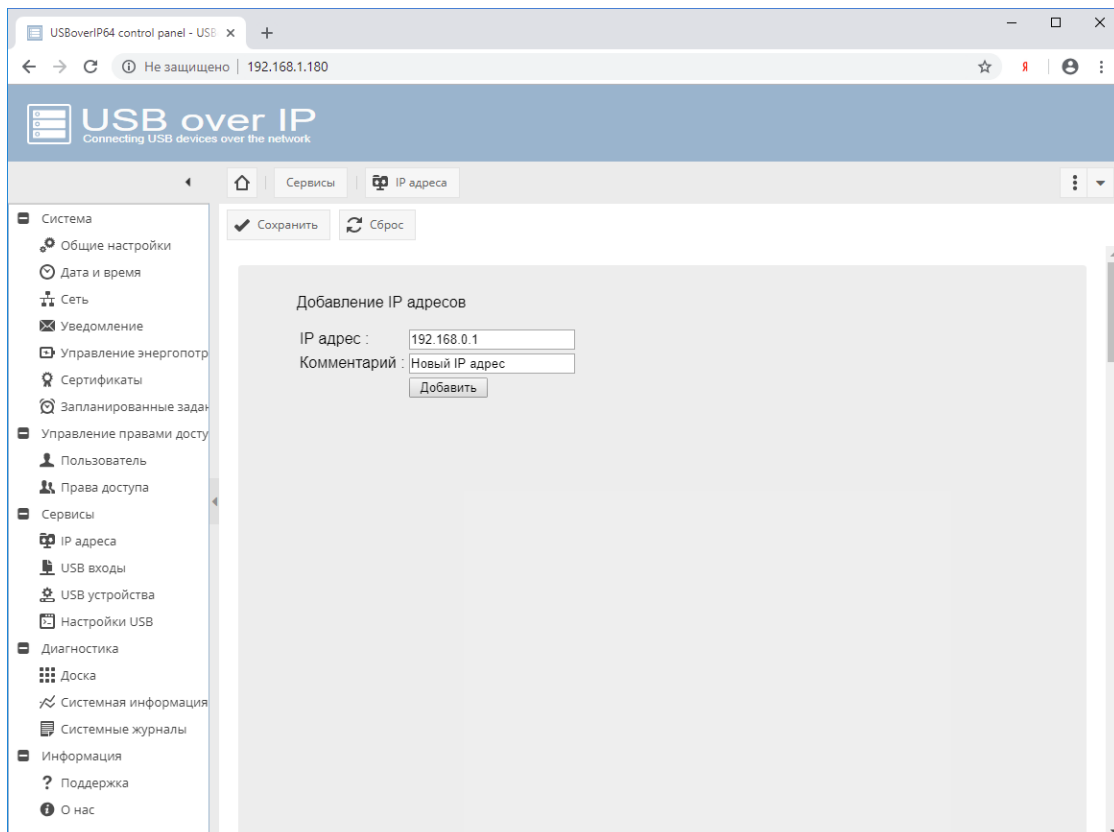 USBoverIP64 control panel - USB
Не защищено | 192.168.1.180
Я
USB over IP
Connecting USB devices over the network
Сервисы
IP адреса
Сохранить
Сброс
Система
Общие настройки
Дата и время
Сеть
Уведомление
Управление энергопотр
Сертификаты
Запланированные задан
Управление правами досту
Пользователь
Права доступа
Сервисы
IP адреса
USB входы
USB устройства
Настройки USB
Диагностика
Доска
Системная информация
Системные журналы
Информация
Поддержка
О нас
Добавление IP адресов
IP адрес : 192.168.0.1
Комментарий : Новый IP адрес
Добавить